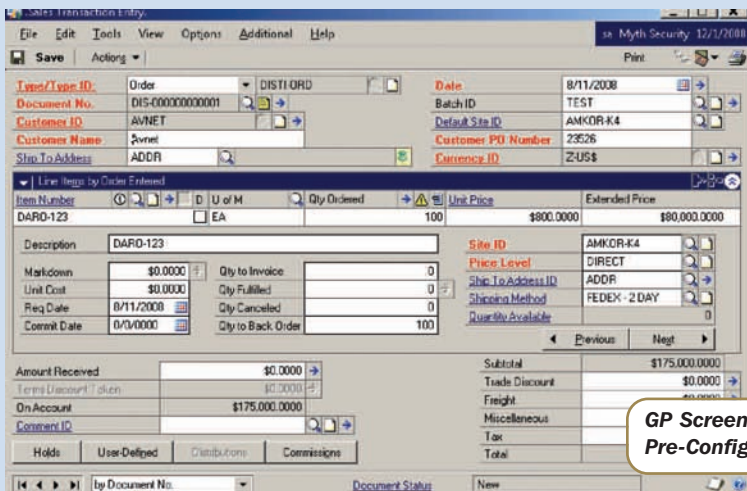 Sales Transaction Entry.
File Edit Tools View Options Additional Help
sa Myth Security 12/1/2008
Save Actions Print
Type/Type ID: Order DISTI-ORD Date 8/11/2008
Document No. DIS-000000000001 Batch ID TEST
Customer ID AVNET Default Site ID AMKOR-K4
Customer Name Avnet Customer PO Number 23526
Ship To Address ADDR Currency ID Z-US$
Line Items by Order Entered
Item Number D U of M Qty Ordered Unit Price Extended Price
DARO-123 EA 100 $800.0000 $80,000.0000
Description DARO-123 Site ID AMKOR-K4
Price Level DIRECT
Markdown $0.0000 Qty to Invoice 0 Ship To Address ID ADDR
Unit Cost $0.0000 Qty Fulfilled 0 Shipping Method FEDEX - 2 DAY
Req Date 8/11/2008 Qty Canceled 0 Quantity Available 0
Commit Date 0/0/0000 Qty to Back Order 100
Previous Next
Amount Received $0.0000 Subtotal $175,000.0000
Terms Discount Taken $0.0000 Trade Discount $0.0000
On Account $175,000.0000 Freight
Comment ID Miscellaneous
Tax
Holds User-Defined Distributions Commissions Total
GP Screen
Pre-Config
by Document No. Document Status New